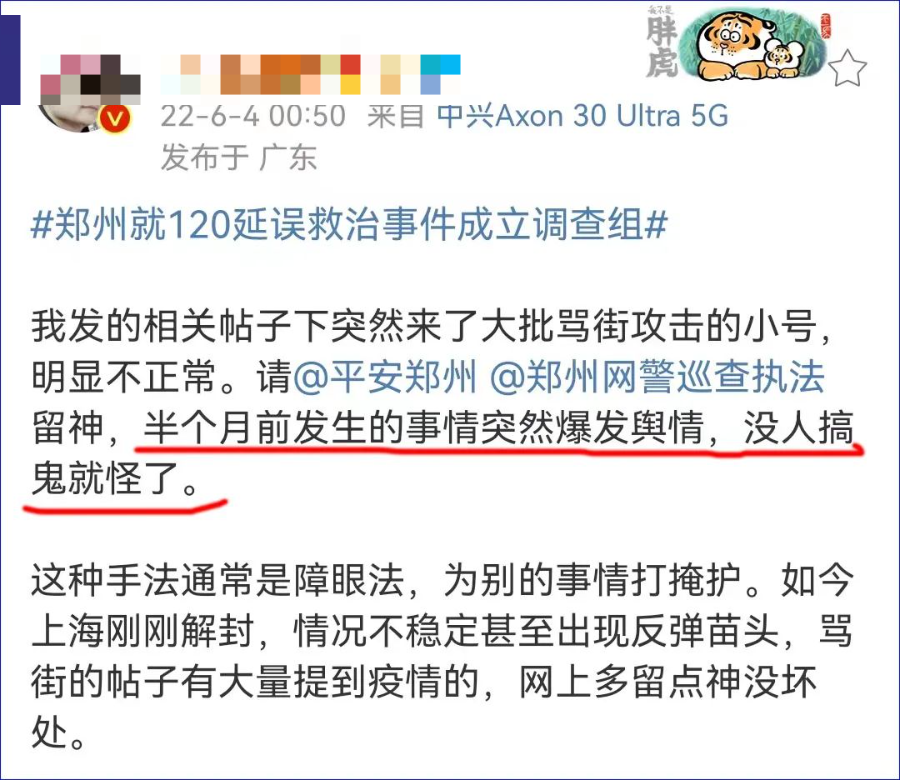 我不是
胖虎
22-6-4 00:50 来自 中兴Axon 30 Ultra 5G
发布于 广东
#郑州就120延误救治事件成立调查组#
我发的相关帖子下突然来了大批骂街攻击的小号，
明显不正常。请@平安郑州 @郑州网警巡查执法
留神，半个月前发生的事情突然爆发舆情，没人搞
鬼就怪了。
这种手法通常是障眼法，为别的事情打掩护。如今
上海刚刚解封，情况不稳定甚至出现反弹苗头，骂
街的帖子有大量提到疫情的，网上多留点神没坏
处。